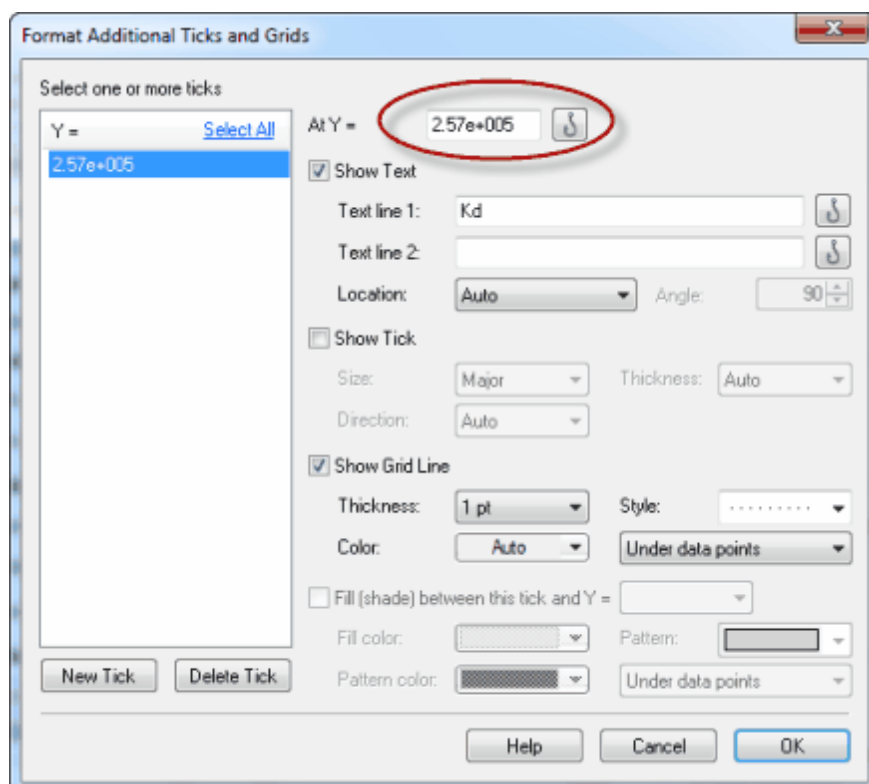 Format Additional Ticks and Grids
Select one or more ticks
Y = Select All
2.57e+005
At Y = 2.57e+005
Show Text
Text line 1: Kd
Text line 2:
Location: Auto Angle: 90
Show Tick
Size: Major Thickness: Auto
Direction: Auto
Show Grid Line
Thickness: 1 pt Style:
Color: Auto Under data points
Fill (shade) between this tick and Y =
Fill color: Pattern:
Pattern color: Under data points
New Tick Delete Tick
Help Cancel OK